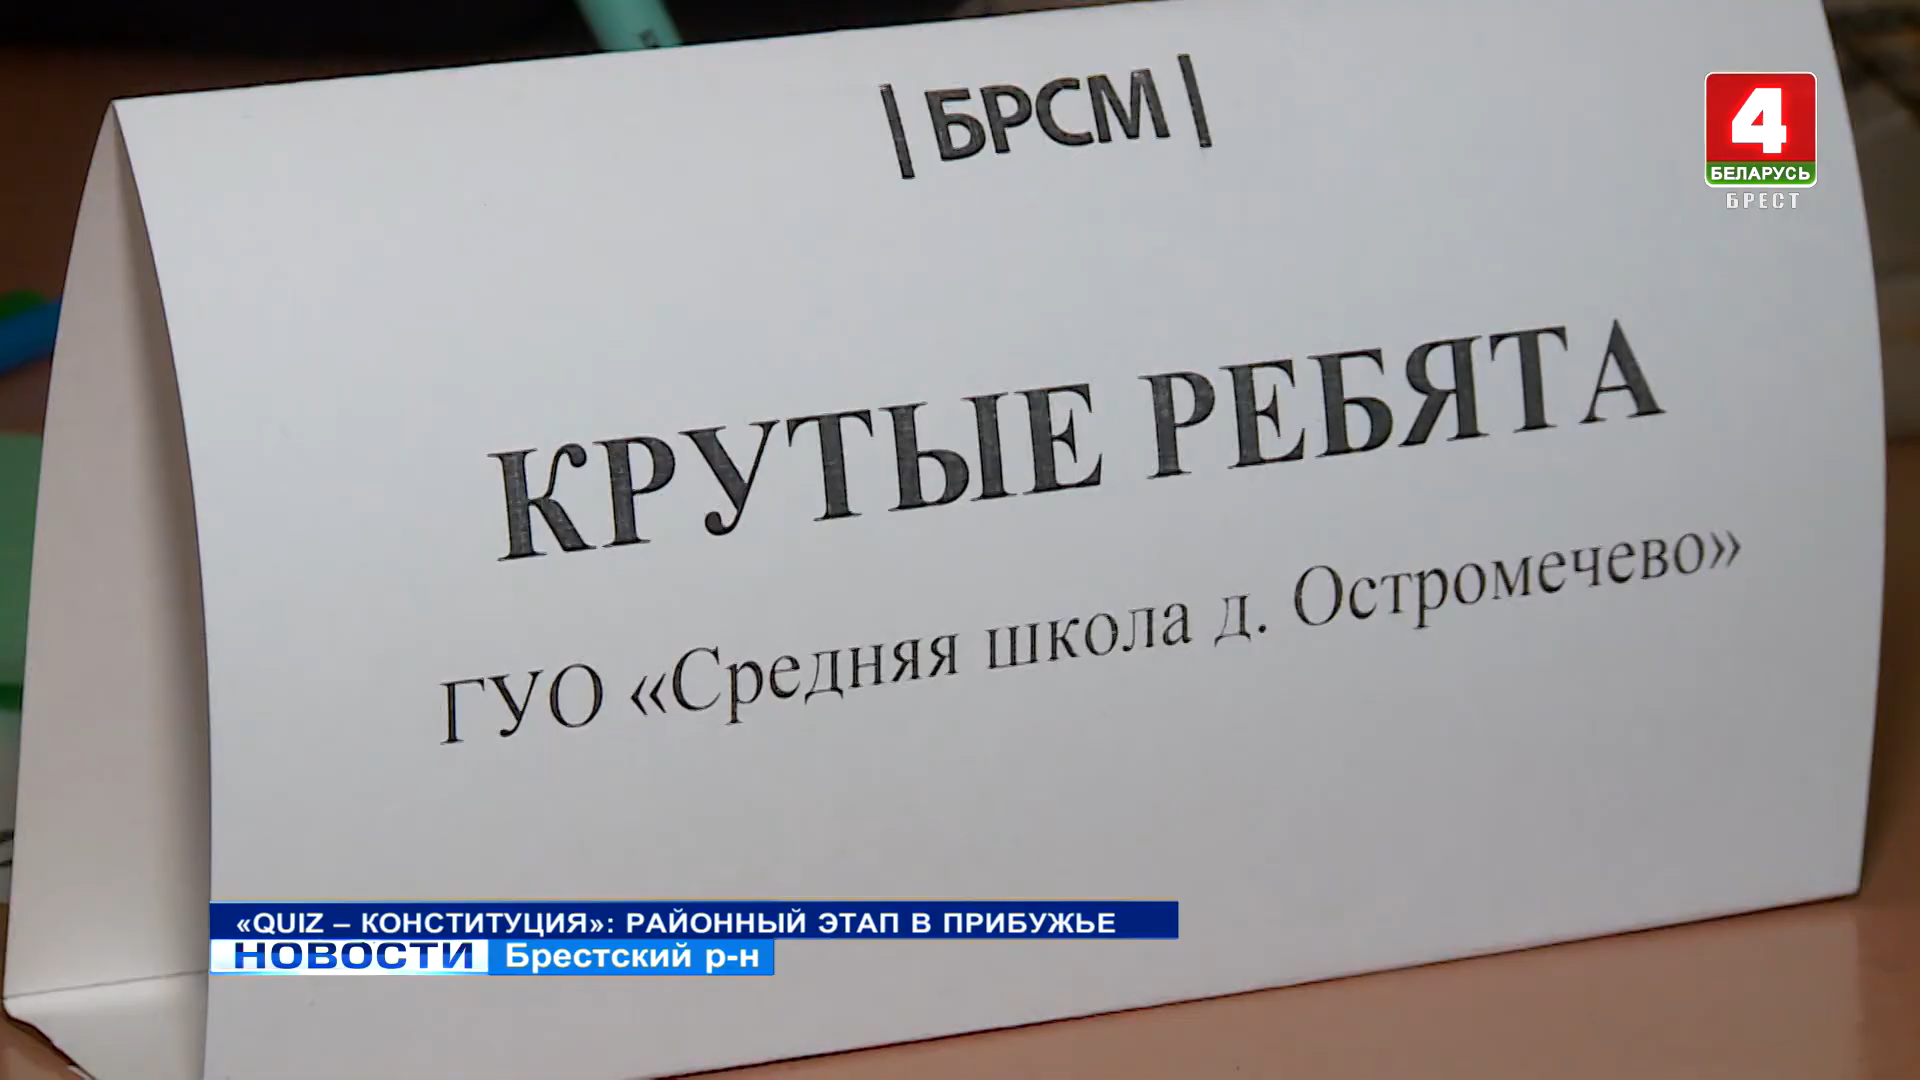 |БРСМ|
4
БЕЛАРУСЬ
БРЕСТ
КРУТЫЕ РЕБЯТА
ГУО «Средняя школа д. Остромечево»
«QUIZ – КОНСТИТУЦИЯ»: РАЙОННЫЙ ЭТАП В ПРИБУЖЬЕ
НОВОСТИ Брестский р-н